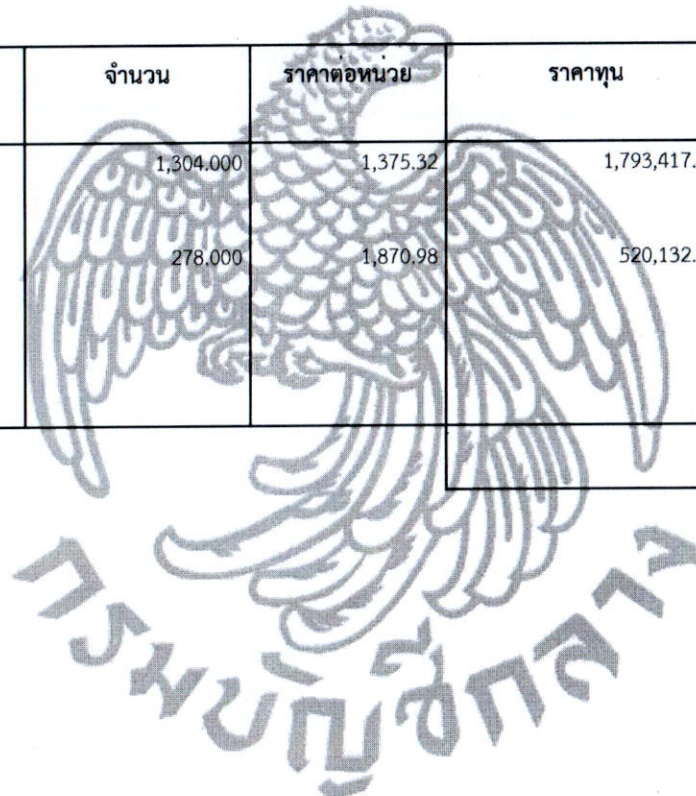 จำนวน ราคาต่อหน่วย ราคาทุน
1,304.000 1,375.32 1,793,417.
278.000 1,870.98 520,132.
กรมบัญชีกลาง